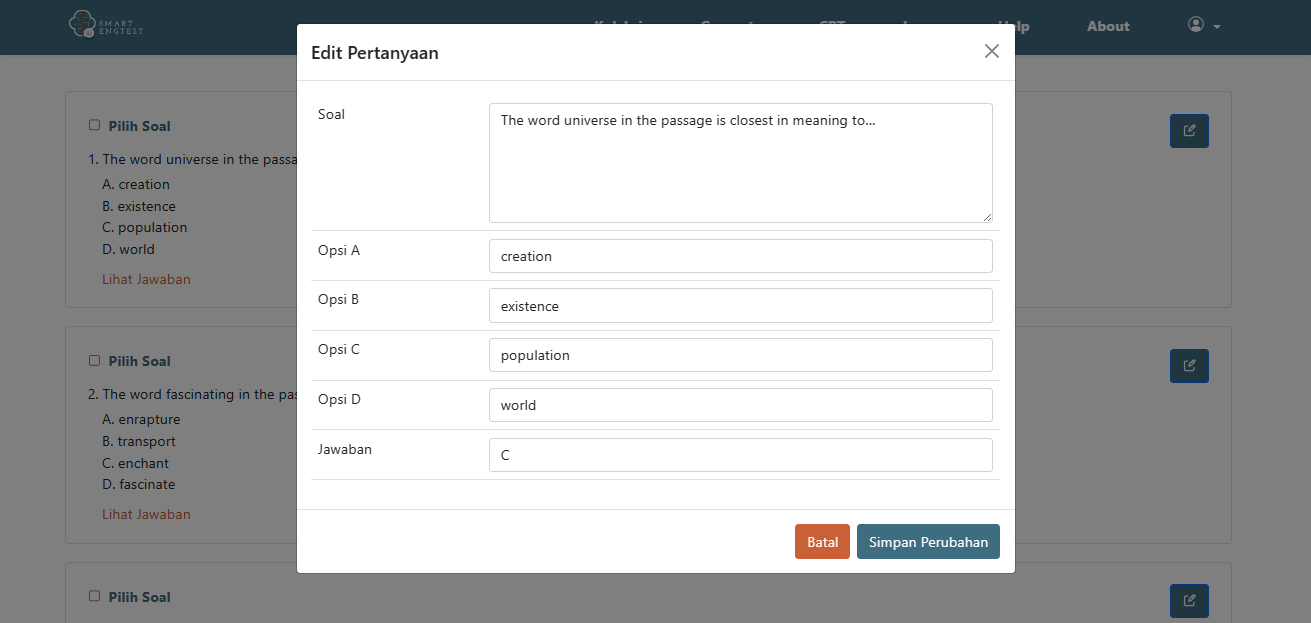 SMART
ENGTEST
About
Edit Pertanyaan
Soal
The word universe in the passage is closest in meaning to...
Opsi A
creation
Opsi B
existence
Opsi C
population
Opsi D
world
Jawaban
C
Batal
Simpan Perubahan
Pilih Soal
1. The word universe in the passa
A. creation
B. existence
C. population
D. world
Lihat Jawaban
Pilih Soal
2. The word fascinating in the pas
A. enrapture
B. transport
C. enchant
D. fascinate
Lihat Jawaban
Pilih Soal